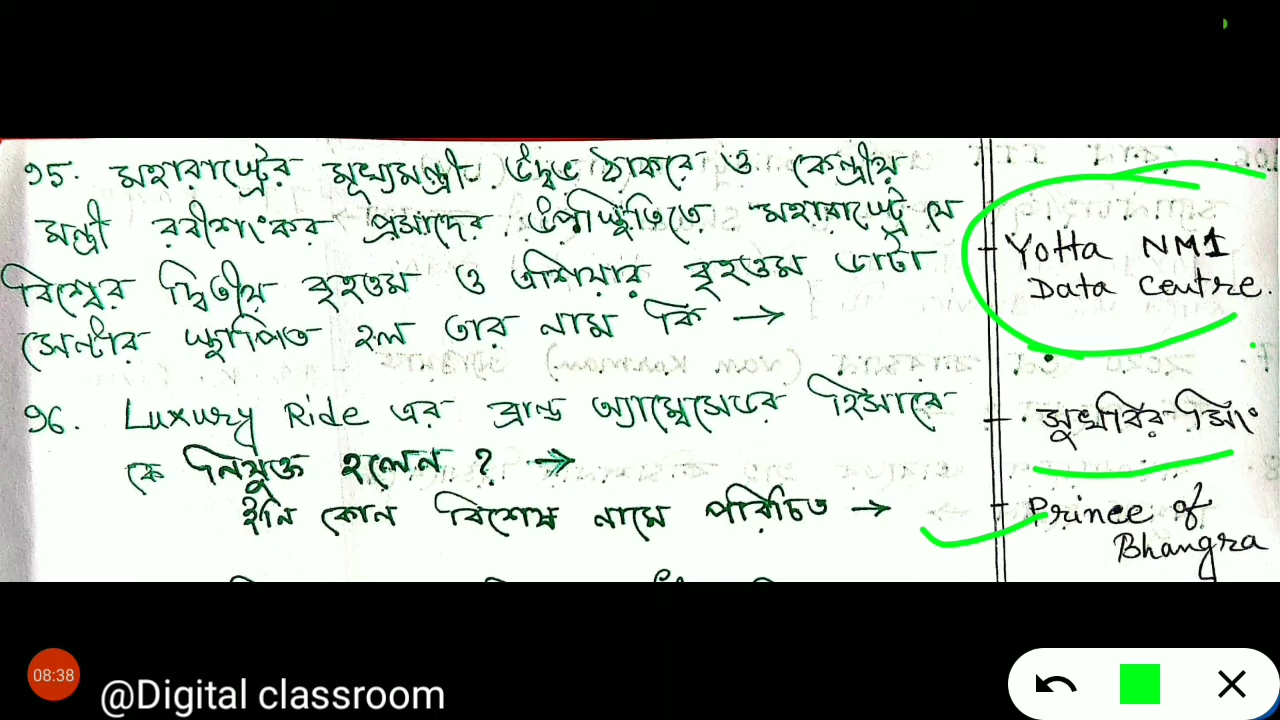 95. মহারাষ্ট্রের মূখ্যমন্ত্রী উদ্ধভ ঠাকরে ও কেন্দ্রীয়
মন্ত্রী রবীশংকর প্রসাদের উপস্থিতিতে মহারাষ্ট্রে যে
বিশ্বের দ্বিতীয় বৃহত্তম ও এশিয়ার বৃহত্তম ডাটা
সেন্টার স্থাপিত হল তার নাম কি →
Yotta NM1
Data Centre.
96. Luxury Ride এর ব্রান্ড অ্যাম্বেসেডর হিসাবে
কে নিযুক্ত হলেন ? →
সুখবির সিং
ইনি কোন বিশেষ নামে পরিচিত →
Prince of
Bhangra
08:38
@Digital classroom